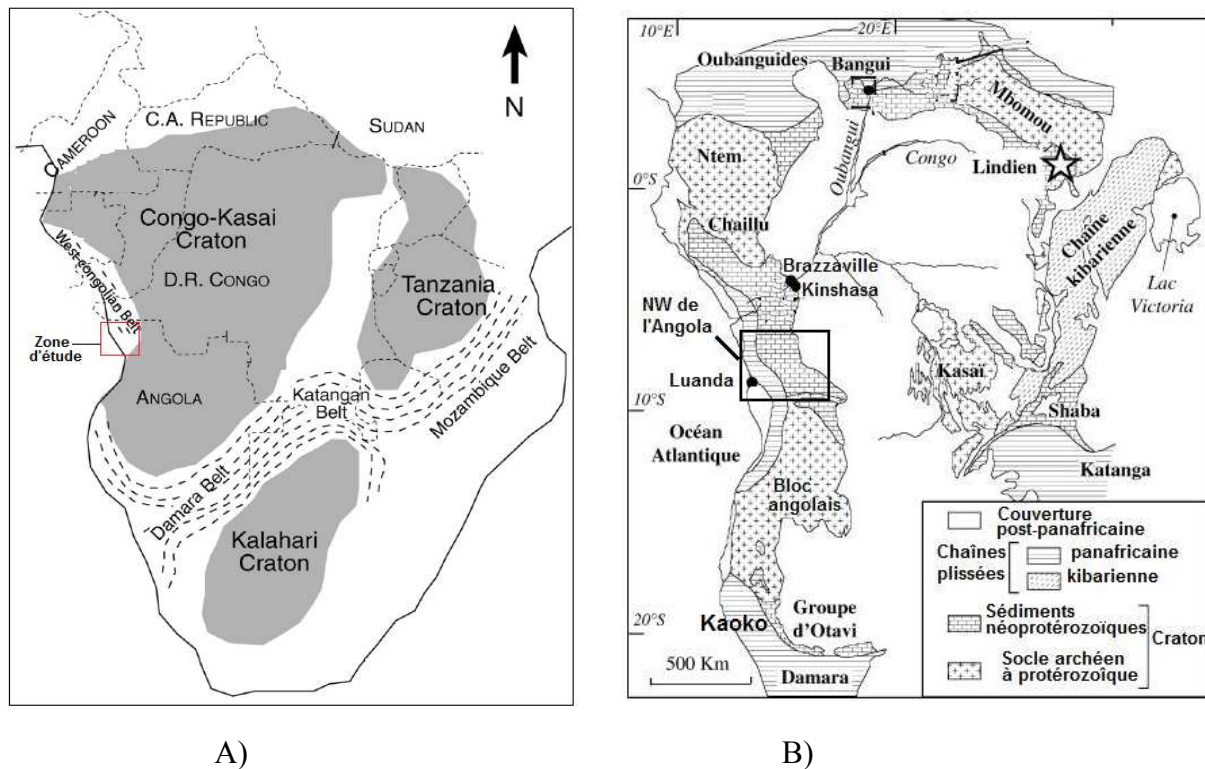 C.A. REPUBLIC
SUDAN
N
CAMEROON
Congo-Kasai
Craton
West-congolian Belt
D.R. CONGO
Tanzania
Craton
Zone
d'étude
ANGOLA
Katangan
Belt
Mozambique Belt
Damara Belt
Kalahari
Craton
A)
10°E
20°E
Oubanguides
Bangui
Mbomou
Ntem
Oubangui
Congo
Lindien
0°S
Chaillu
Chaîne
kibarienne
Brazzaville
Kinshasa
Lac
Victoria
NW de
l'Angola
Luanda
Kasaï
10°S
Shaba
Océan
Atlantique
Katanga
Bloc
angolais
Couverture
post-panafricaine
Chaînes
plissées
panafricaine
kibarienne
Sédiments
néoprotérozoïques
Craton
Socle archéen
à protérozoîque
20°S
Kaoko
Groupe
d'Otavi
500 Km
Damara
B)